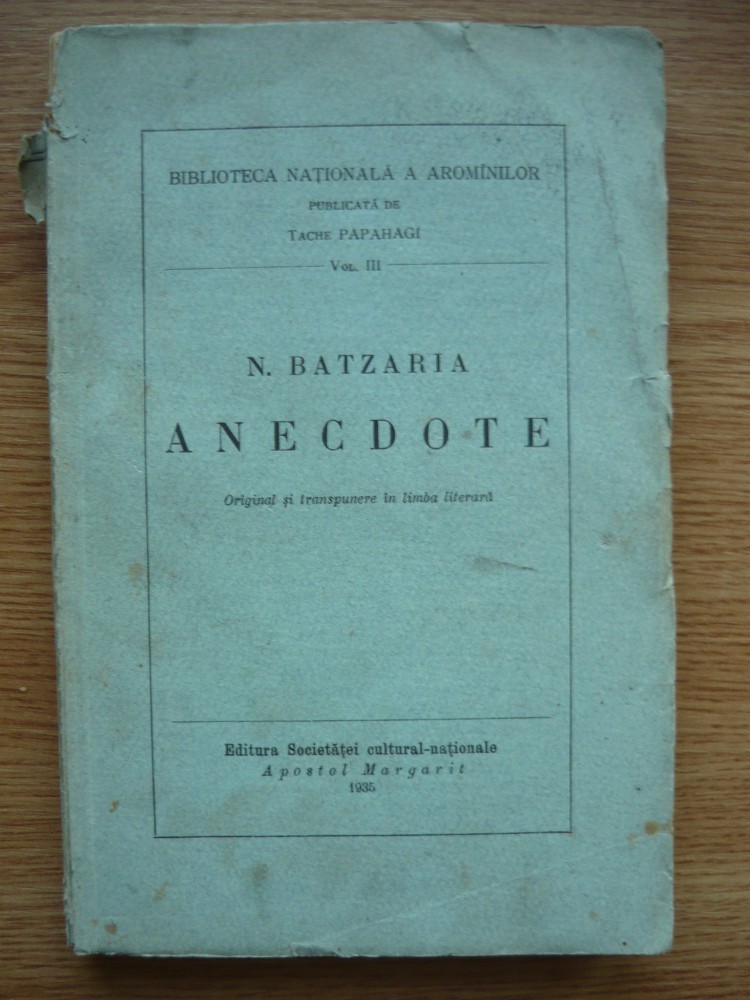 BIBLIOTECA NAȚIONALĂ A AROMÎNILOR
PUBLICATĂ DE
TACHE PAPAHAGI
VOL. III
N. BATZARIA
ANECDOTE
Original și transpunere în limba literară
Editura Societăței cultural-naționale
Apostol Margarit
1935